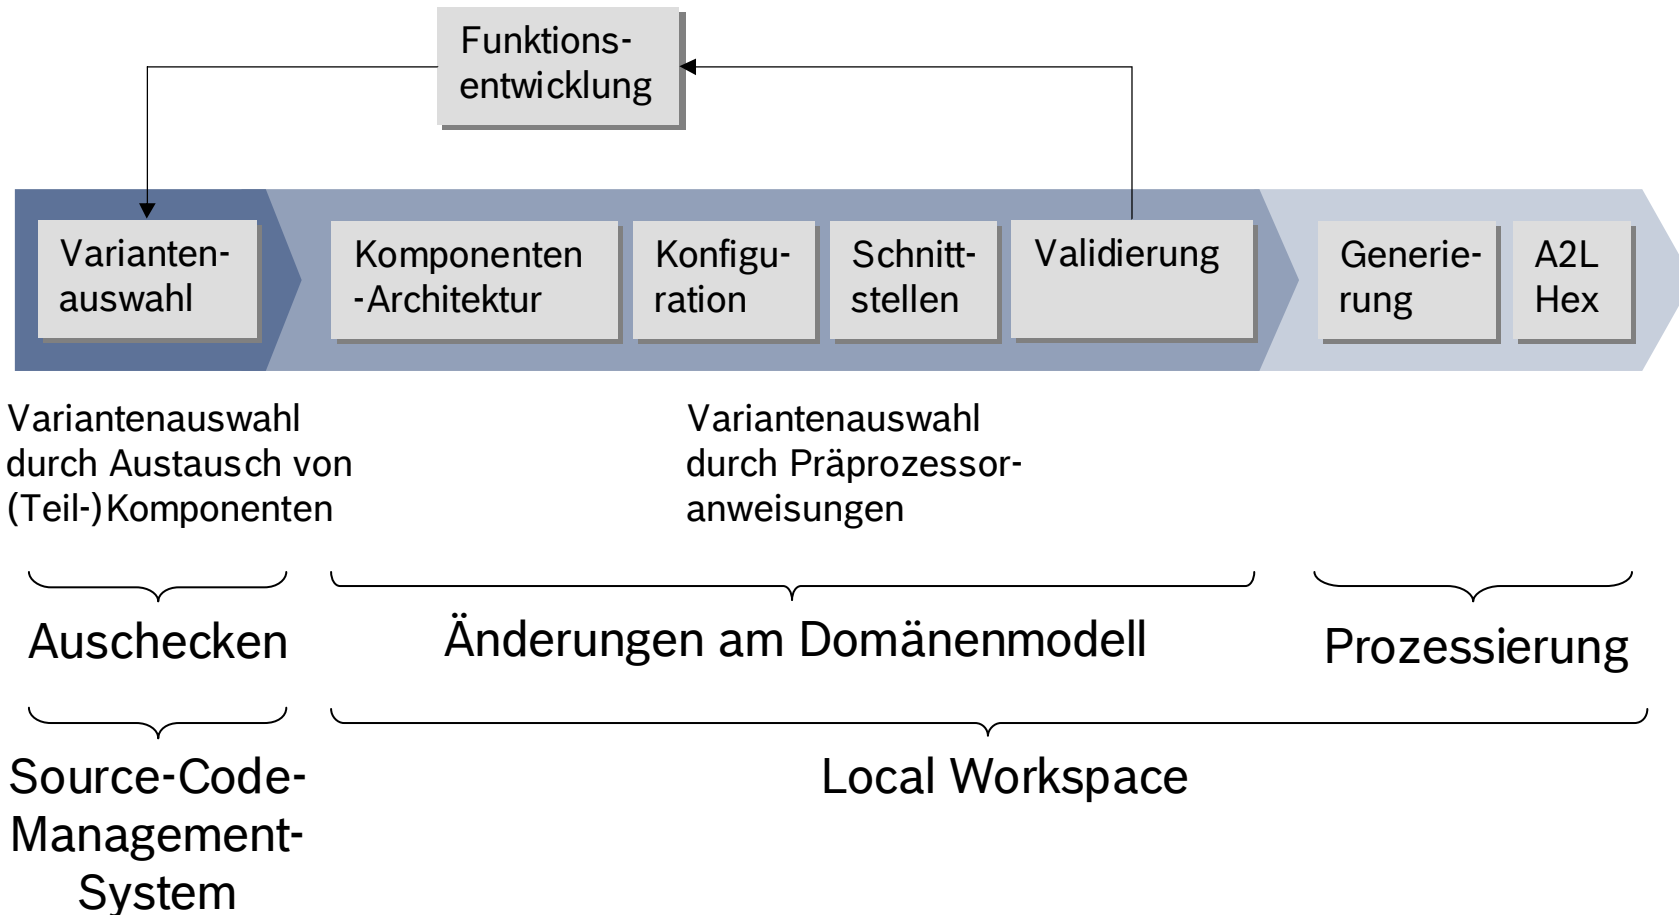 Funktions-
entwicklung
Varianten-
auswahl
Komponenten
-Architektur
Konfigu-
ration
Schnitt-
stellen
Validierung
Generie-
rung
A2L
Hex
Variantenauswahl
durch Austausch von
(Teil-)Komponenten
Variantenauswahl
durch Präprozessor-
anweisungen
Auschecken
Änderungen am Domänenmodell
Prozessierung
Source-Code-
Management-
System
Local Workspace